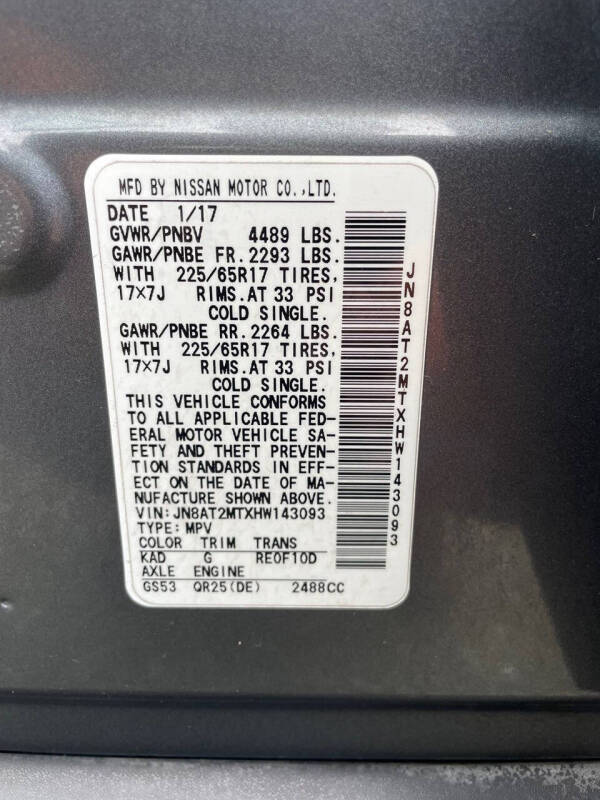 MFD BY NISSAN MOTOR CO.,LTD.
DATE 1/17
GVWR/PNBV 4489 LBS.
GAWR/PNBE FR. 2293 LBS.
WITH 225/65R17 TIRES,
17×7J RIMS.AT 33 PSI
COLD SINGLE.
GAWR/PNBE RR. 2264 LBS.
WITH 225/65R17 TIRES,
17×7J RIMS.AT 33 PSI
COLD SINGLE.
THIS VEHICLE CONFORMS
TO ALL APPLICABLE FED-
ERAL MOTOR VEHICLE SA-
FETY AND THEFT PREVEN-
TION STANDARDS IN EFF-
ECT ON THE DATE OF MA-
NUFACTURE SHOWN ABOVE.
VIN: JN8AT2MTXHW143093
TYPE: MPV
COLOR TRIM TRANS
KAD G RE0F10D
AXLE ENGINE
GS53 QR25(DE) 2488CC
JN8AT2MTXHW143093